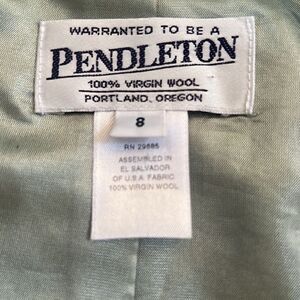 WARRANTED TO BE A
PENDLETON
100% VIRGIN WOOL
PORTLAND, OREGON
8
RN 29685
ASSEMBLED IN
EL SALVADOR
OF U.S.A. FABRIC
100% VIRGIN WOOL